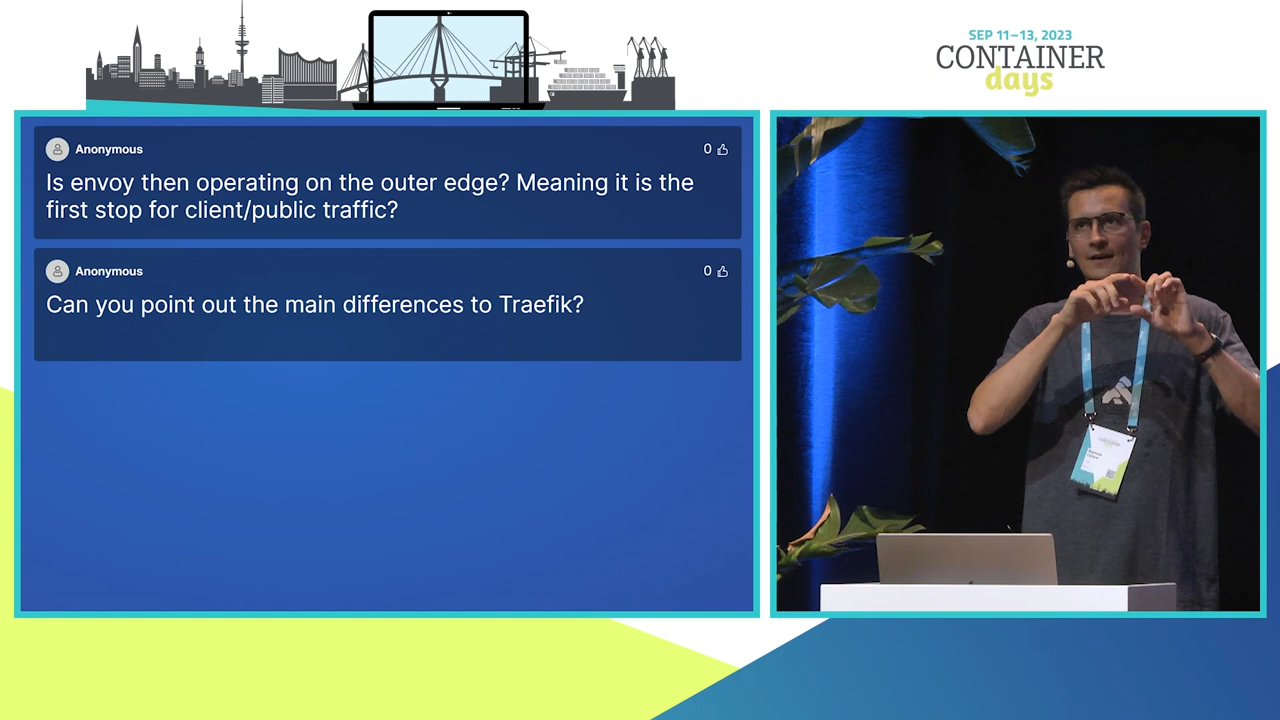 SEP 11–13, 2023
CONTAINER
days
Anonymous
0
Is envoy then operating on the outer edge? Meaning it is the
first stop for client/public traffic?
Anonymous
0
Can you point out the main differences to Traefik?